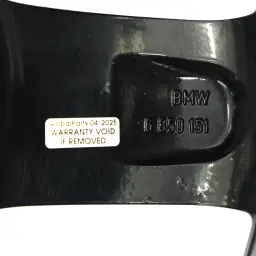 BMW
6 850 151
GlobalParts 04/2025
WARRANTY VOID
IF REMOVED